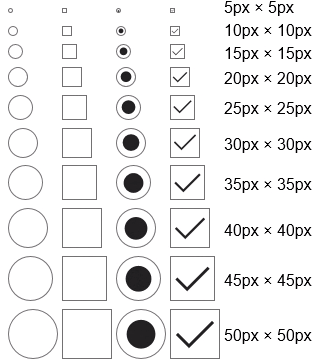 5px × 5px
10px × 10px
15px × 15px
20px × 20px
25px × 25px
30px × 30px
35px × 35px
40px × 40px
45px × 45px
50px × 50px